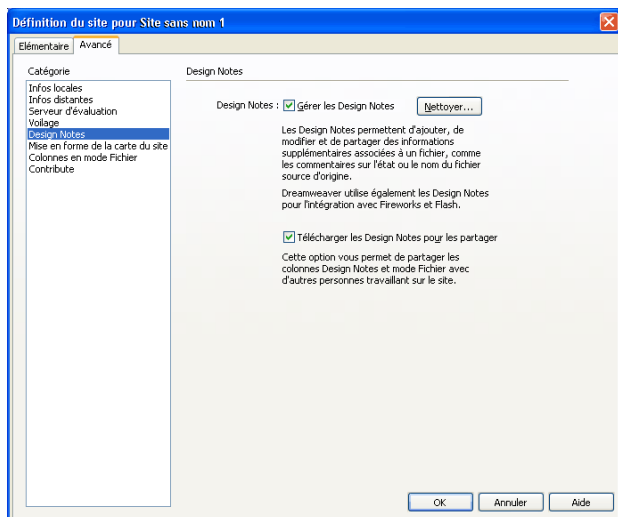 Définition du site pour Site sans nom 1
Elémentaire Avancé
Catégorie
Infos locales
Infos distantes
Serveur d'évaluation
Voilage
Design Notes
Mise en forme de la carte du site
Colonnes en mode Fichier
Contribute
Design Notes
Design Notes : Gérer les Design Notes Nettoyer...
Les Design Notes permettent d'ajouter, de
modifier et de partager des informations
supplémentaires associées à un fichier, comme
les commentaires sur l'état ou le nom du fichier
source d'origine.
Dreamweaver utilise également les Design Notes
pour l'intégration avec Fireworks et Flash.
Télécharger les Design Notes pour les partager
Cette option vous permet de partager les
colonnes Design Notes et mode Fichier avec
d'autres personnes travaillant sur le site.
OK Annuler Aide